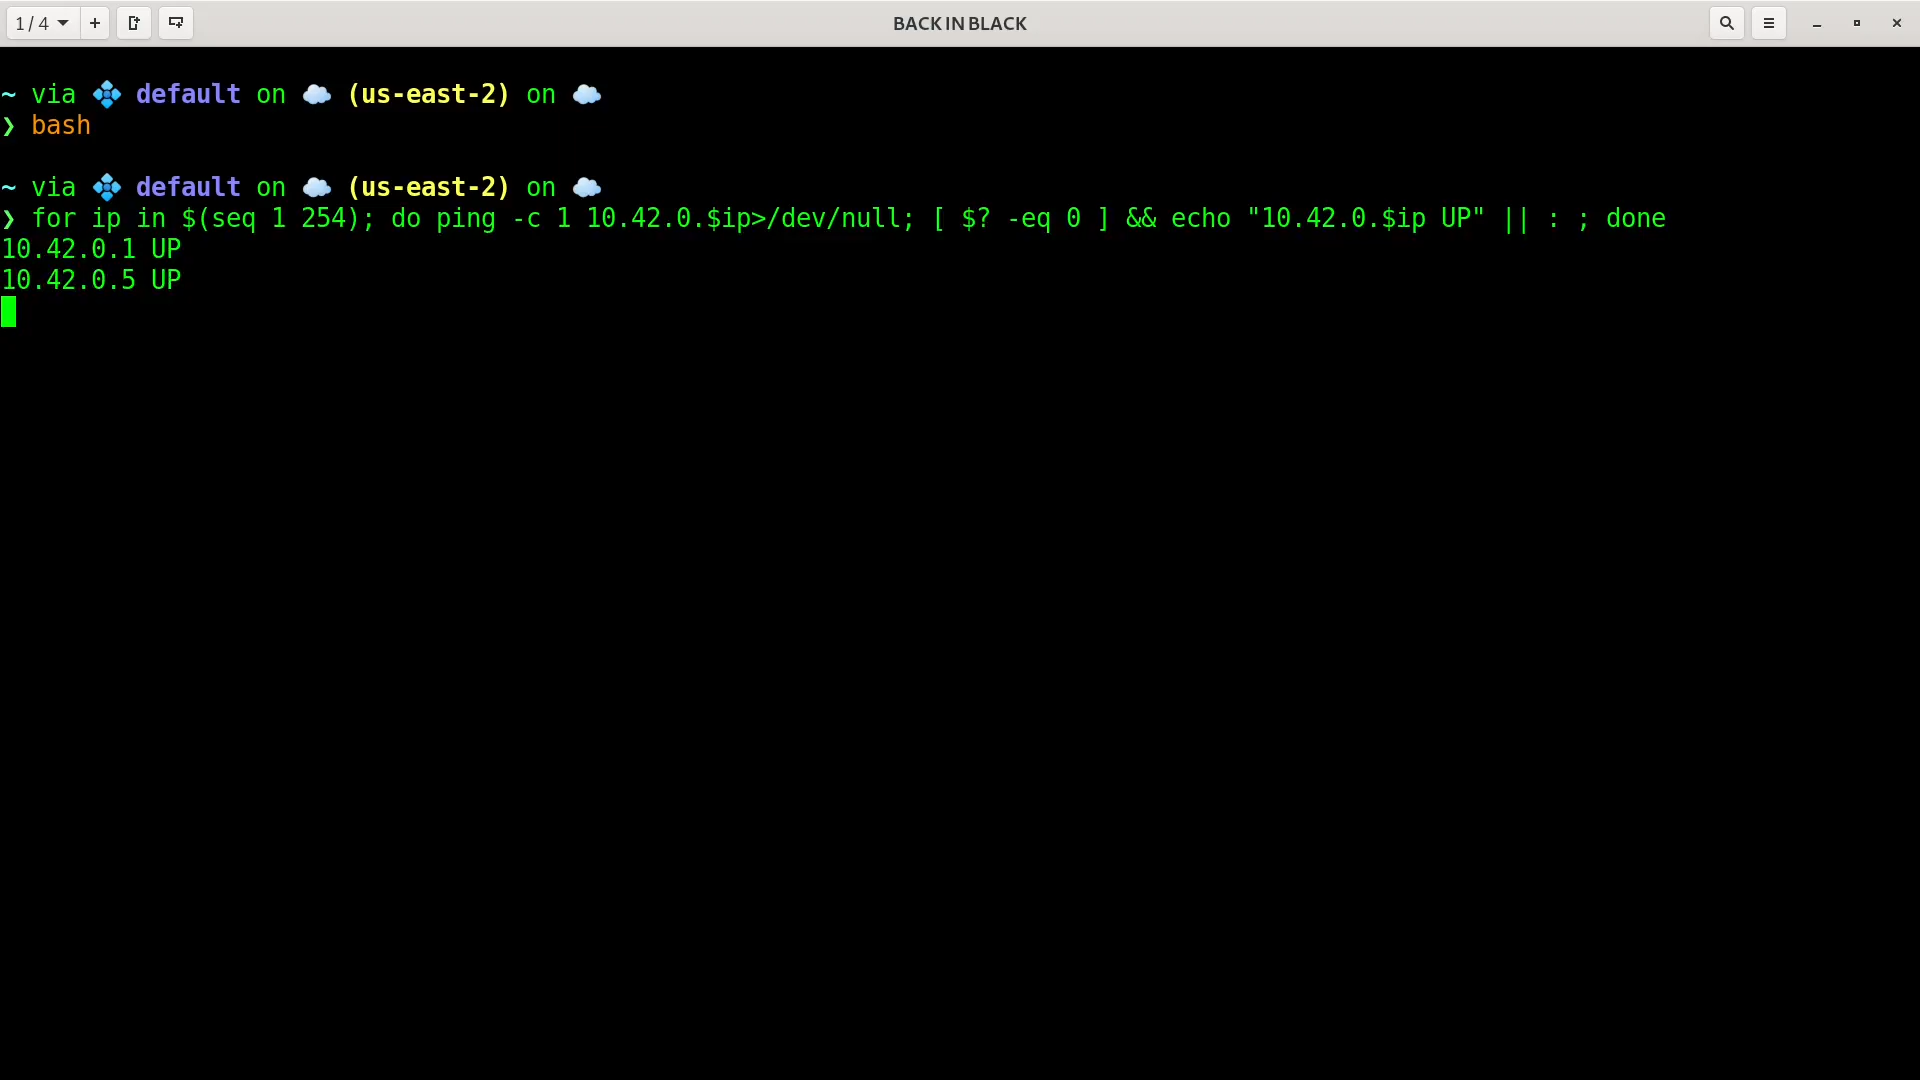 1 / 4
BACK IN BLACK
~ via 💠 default on ☁️ (us-east-2) on ☁️
❯ bash
~ via 💠 default on ☁️ (us-east-2) on ☁️
❯ for ip in $(seq 1 254); do ping -c 1 10.42.0.$ip>/dev/null; [ $? -eq 0 ] && echo "10.42.0.$ip UP" || : ; done
10.42.0.1 UP
10.42.0.5 UP